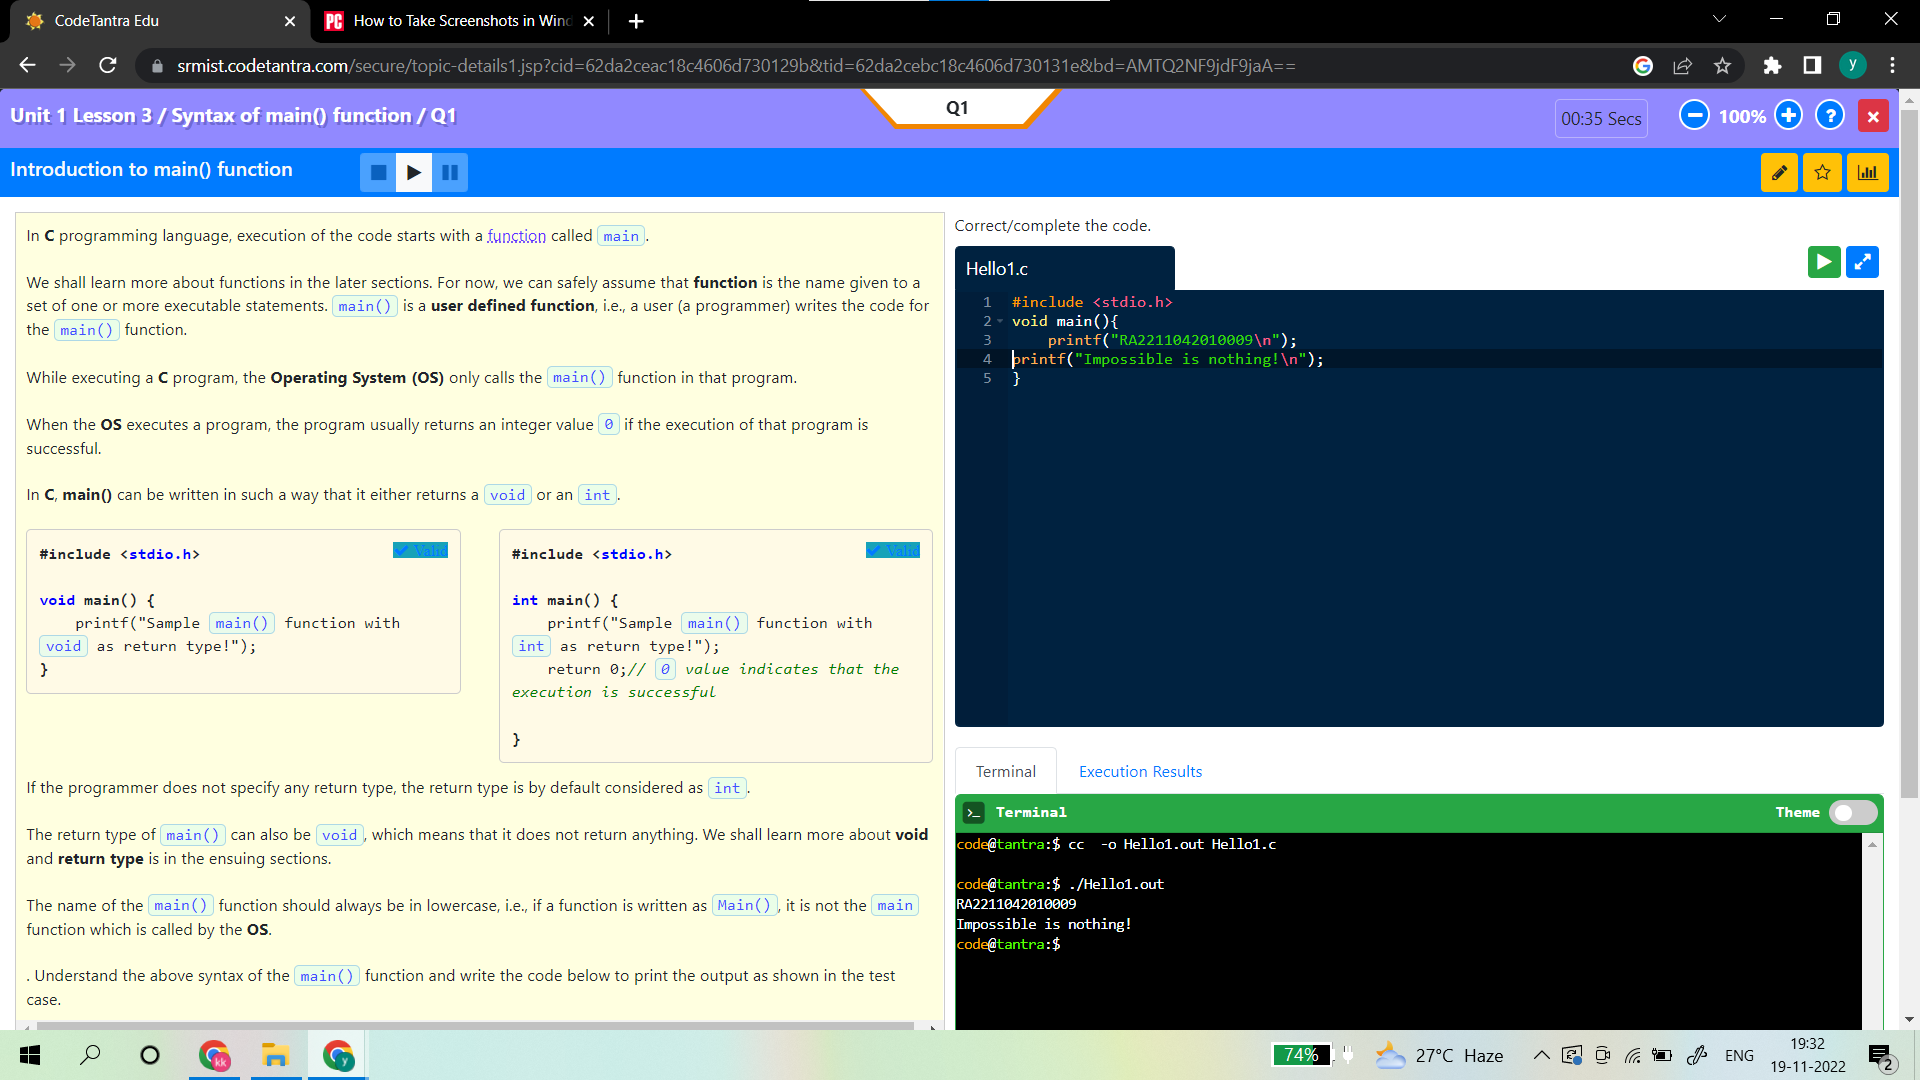 CodeTantra Edu
How to Take Screenshots in Wind
srmist.codetantra.com/secure/topic-details1.jsp?cid=62da2ceac18c4606d730129b&tid=62da2cebc18c4606d730131e&bd=AMTQ2NF9jdF9jaA==
y
Unit 1 Lesson 3 / Syntax of main() function / Q1
Q1
00:35 Secs
100%
Introduction to main() function
In C programming language, execution of the code starts with a function called main.
We shall learn more about functions in the later sections. For now, we can safely assume that function is the name given to a
set of one or more executable statements. main() is a user defined function, i.e., a user (a programmer) writes the code for
the main() function.
While executing a C program, the Operating System (OS) only calls the main() function in that program.
When the OS executes a program, the program usually returns an integer value 0 if the execution of that program is
successful.
In C, main() can be written in such a way that it either returns a void or an int.
#include <stdio.h>
Valid
void main() {
printf("Sample main() function with
void as return type!");
}
#include <stdio.h>
Valid
int main() {
printf("Sample main() function with
int as return type!");
return 0;// 0 value indicates that the
execution is successful
}
If the programmer does not specify any return type, the return type is by default considered as int.
The return type of main() can also be void, which means that it does not return anything. We shall learn more about void
and return type is in the ensuing sections.
The name of the main() function should always be in lowercase, i.e., if a function is written as Main(), it is not the main
function which is called by the OS.
. Understand the above syntax of the main() function and write the code below to print the output as shown in the test
case.
Correct/complete the code.
Hello1.c
1 #include <stdio.h>
2 void main(){
3 printf("RA2211042010009\n");
4 printf("Impossible is nothing!\n");
5 }
Terminal
Execution Results
Terminal
Theme
code@tantra:$ cc -o Hello1.out Hello1.c
code@tantra:$ ./Hello1.out
RA2211042010009
Impossible is nothing!
code@tantra:$
kk
y
74%
27°C Haze
ENG
19:32
19-11-2022
2